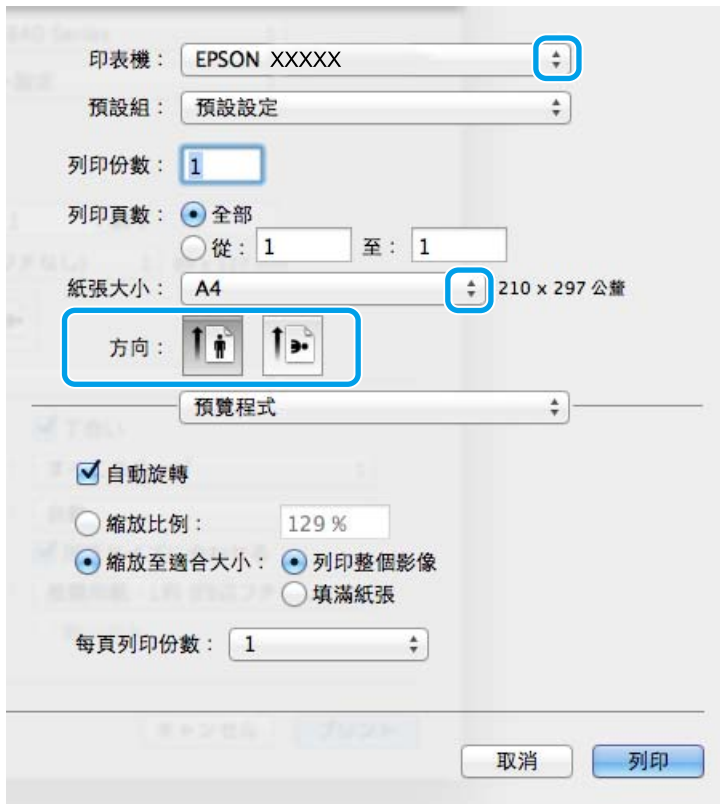 印表機： EPSON XXXXX
預設組： 預設設定
列印份數： 1
列印頁數： 全部
從： 1 至： 1
紙張大小： A4 210 x 297 公釐
方向：
預覽程式
自動旋轉
縮放比例： 129 %
縮放至適合大小： 列印整個影像
填滿紙張
每頁列印份數： 1
取消 列印